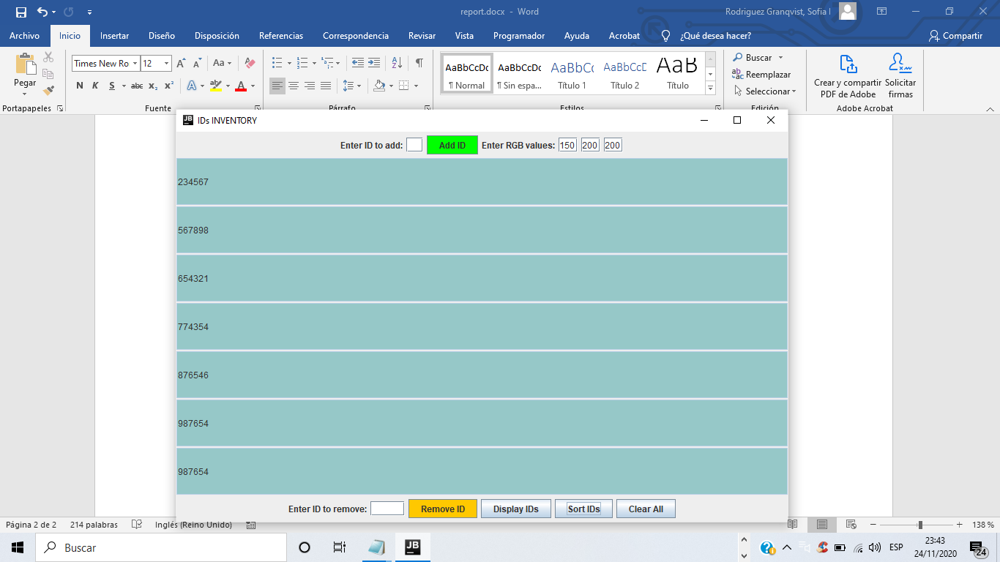 report.docx - Word
Rodriguez Granqvist, Sofia I
Archivo Inicio Insertar Diseño Disposición Referencias Correspondencia Revisar Vista Programador Ayuda Acrobat ¿Qué desea hacer? Compartir
Pegar
Portapapeles
Times New Ro 12
N K S abc x₂ x²
Fuente
Párrafo
AaBbCcDc AaBbCcDc AaBbCc AaBbCcD AaB
¶ Normal ¶ Sin espa... Título 1 Título 2 Título
Estilos
Buscar
Reemplazar
Seleccionar
Edición
Crear y compartir PDF de Adobe
Solicitar firmas
Adobe Acrobat
JB IDs INVENTORY
Enter ID to add: Add ID Enter RGB values: 150 200 200
234567
567898
654321
774354
876546
987654
987654
Enter ID to remove: Remove ID Display IDs Sort IDs Clear All
Página 2 de 2 214 palabras Inglés (Reino Unido) 138 %
Buscar
JB
ESP
23:43
24/11/2020
24